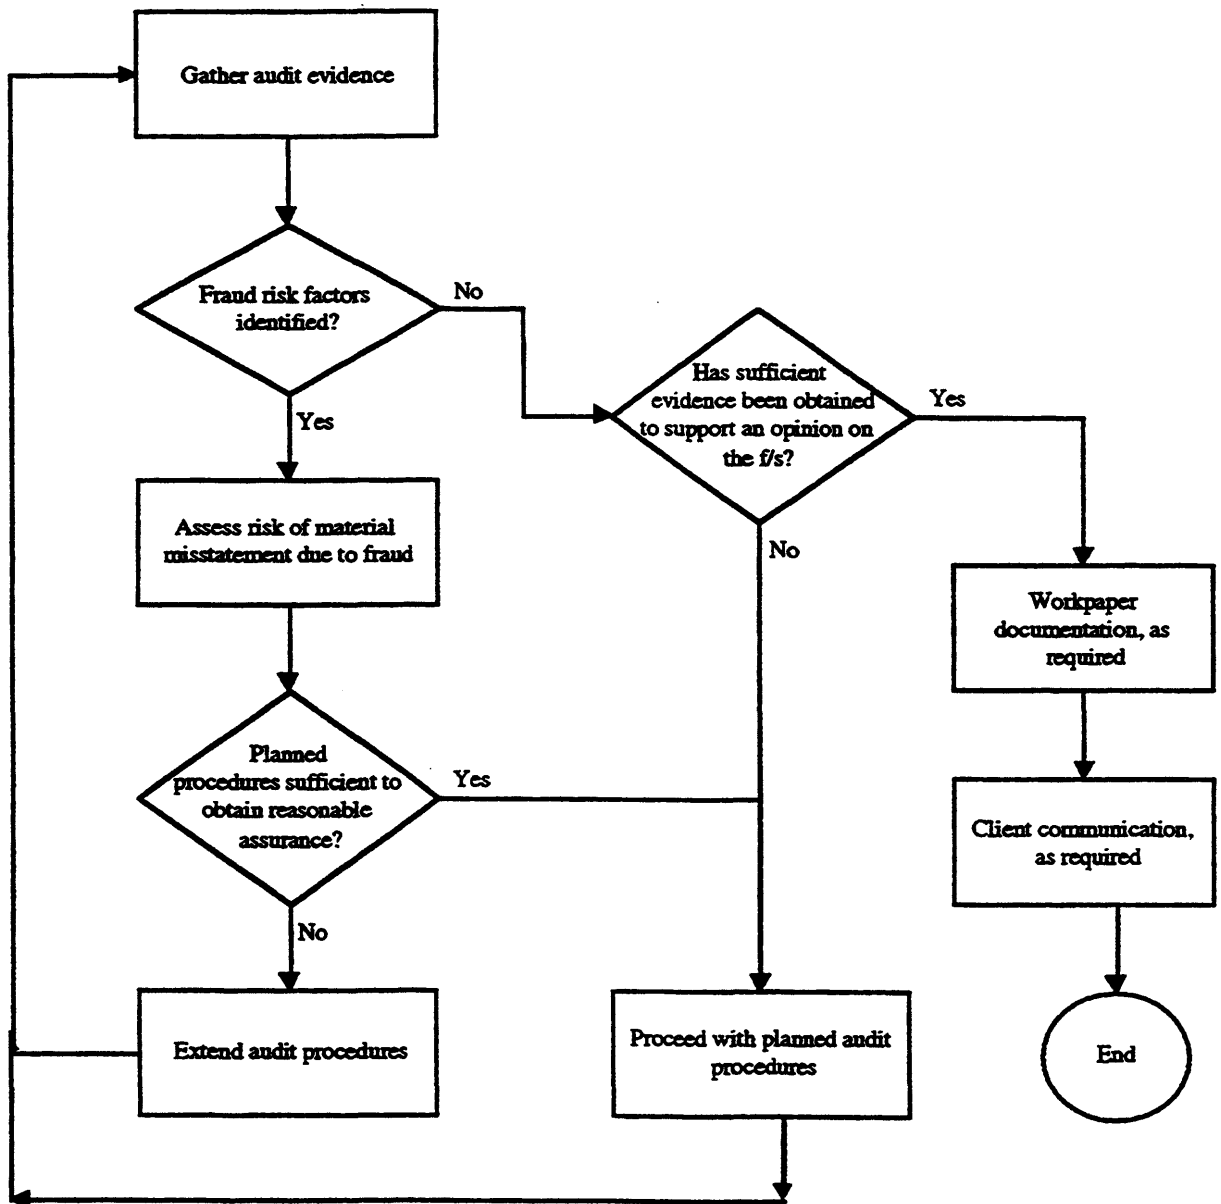 Gather audit evidence
Fraud risk factors
identified?
No
Yes
Has sufficient
evidence been obtained
to support an opinion on
the f/s?
Yes
No
Assess risk of material
misstatement due to fraud
Workpaper
documentation, as
required
Planned
procedures sufficient to
obtain reasonable
assurance?
Yes
No
Client communication,
as required
Extend audit procedures
Proceed with planned audit
procedures
End